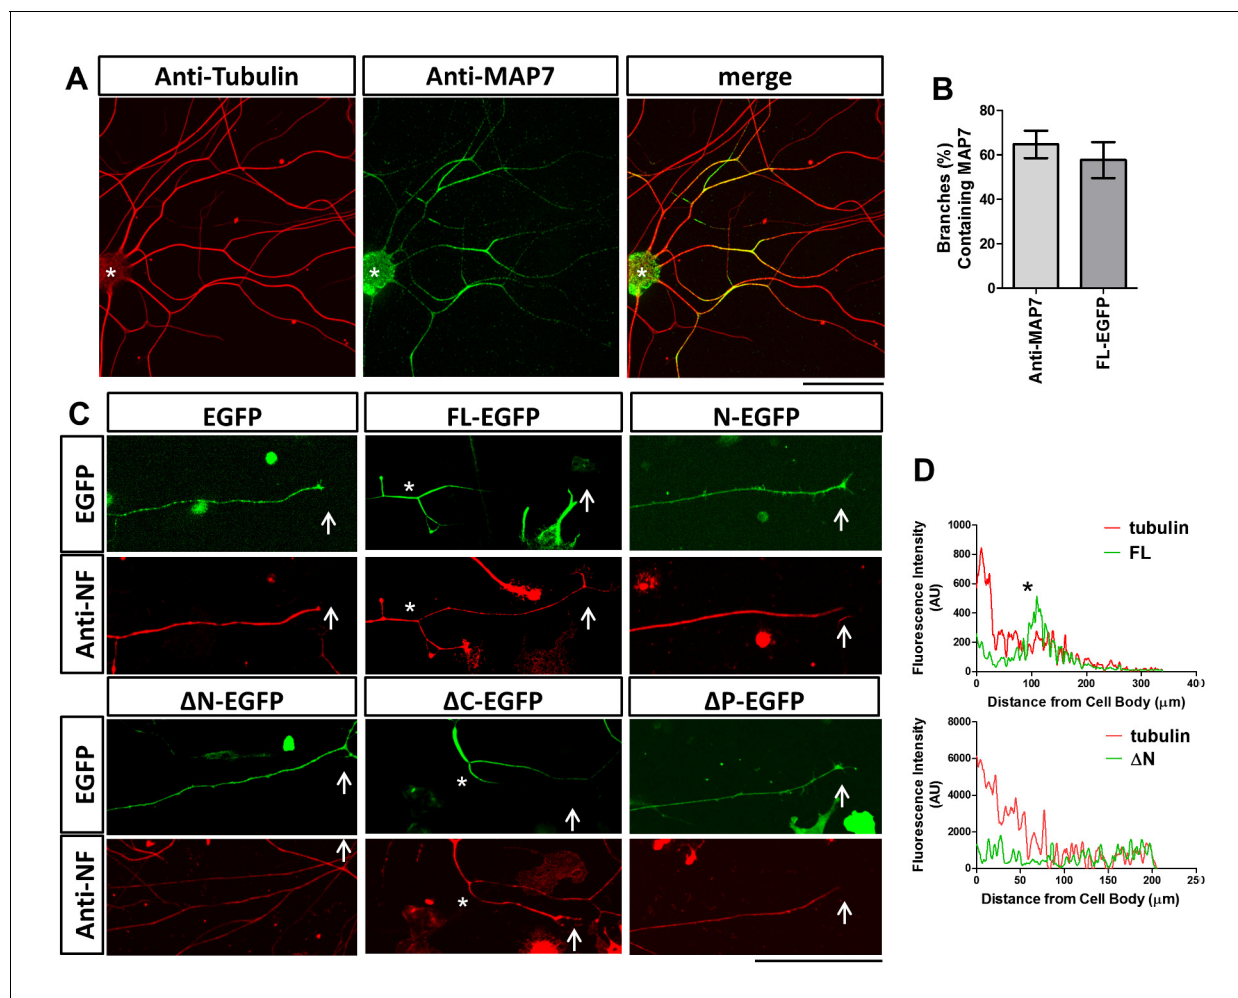 A
Anti-Tubulin
Anti-MAP7
merge
*
*
*
B
Branches (%)
Containing MAP7
80
60
40
20
0
Anti-MAP7
FL-EGFP
C
EGFP
FL-EGFP
N-EGFP
EGFP
*
Anti-NF
*
ΔN-EGFP
ΔC-EGFP
ΔP-EGFP
EGFP
*
Anti-NF
*
D
Fluorescence Intensity
(AU)
1000
800
600
400
200
0
tubulin
FL
*
0 100 200 300 400
Distance from Cell Body (μm)
Fluorescence Intensity
(AU)
8000
6000
4000
2000
0
tubulin
ΔN
0 50 100 150 200 250
Distance from Cell Body (μm)